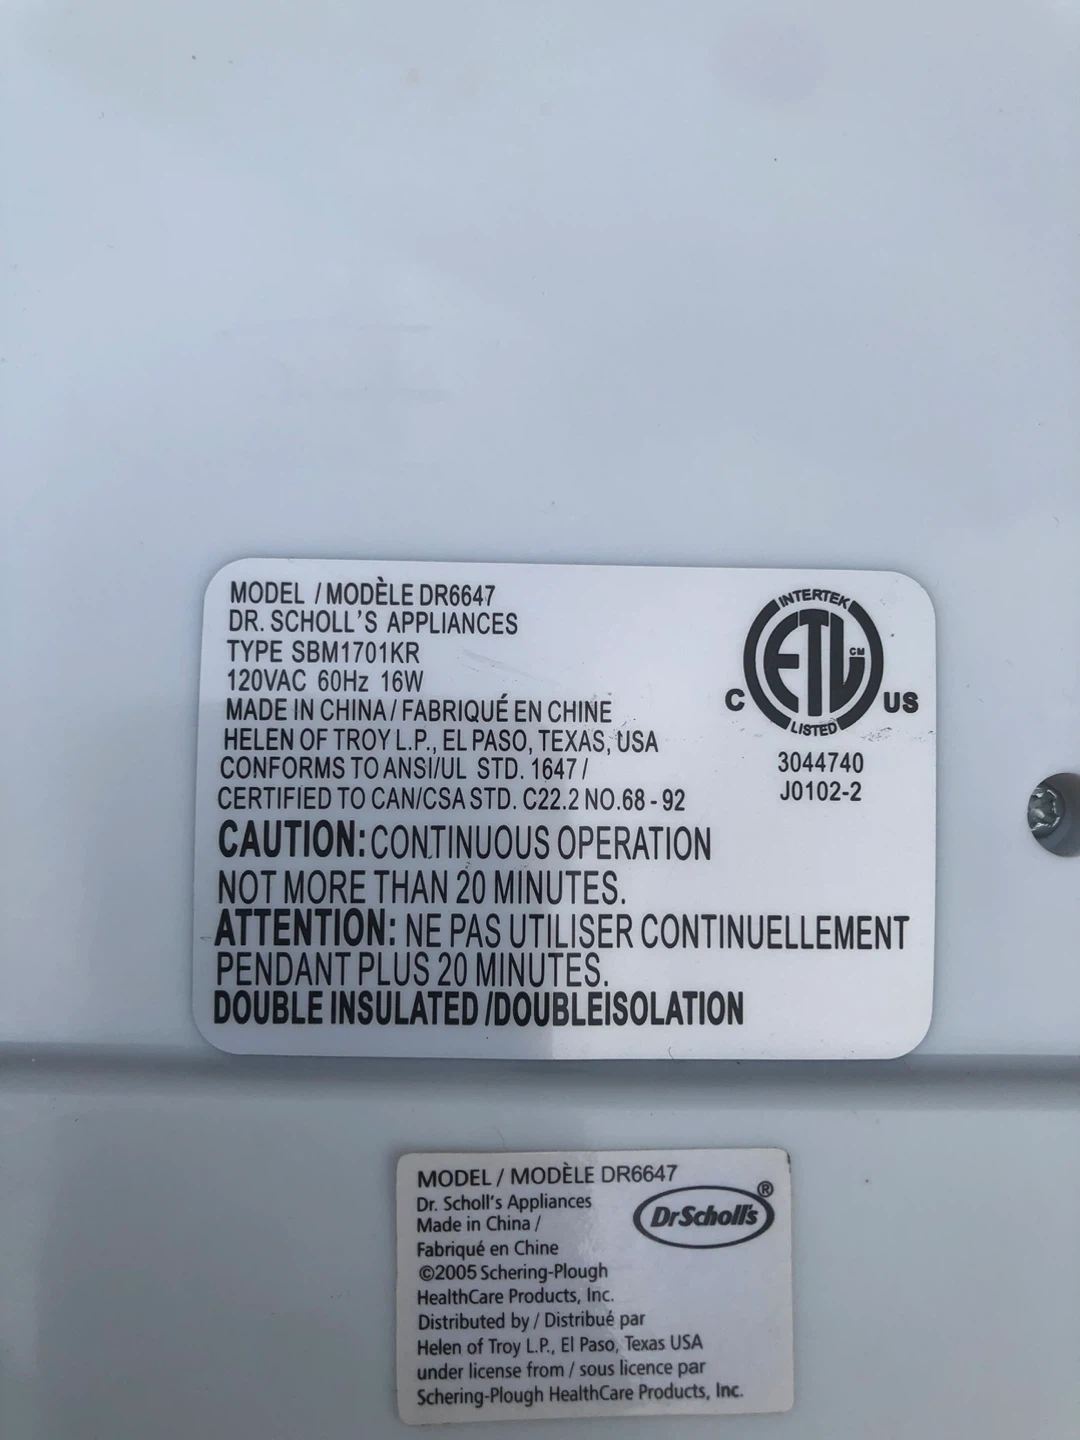 MODEL / MODÈLE DR6647
DR. SCHOLL'S APPLIANCES
TYPE SBM1701KR
120VAC 60Hz 16W
MADE IN CHINA / FABRIQUÉ EN CHINE
HELEN OF TROY L.P., EL PASO, TEXAS, USA
CONFORMS TO ANSI/UL STD. 1647 /
CERTIFIED TO CAN/CSA STD. C22.2 NO.68 - 92
CAUTION: CONTINUOUS OPERATION
NOT MORE THAN 20 MINUTES.
ATTENTION: NE PAS UTILISER CONTINUELLEMENT
PENDANT PLUS 20 MINUTES.
DOUBLE INSULATED /DOUBLEISOLATION
INTERTEK
ETL CM
C US
LISTED
3044740
J0102-2
MODEL / MODÈLE DR6647
Dr. Scholl's Appliances
Made in China /
Fabriqué en Chine
©2005 Schering-Plough
HealthCare Products, Inc.
Distributed by / Distribué par
Helen of Troy L.P., El Paso, Texas USA
under license from / sous licence par
Schering-Plough HealthCare Products, Inc.
Dr Scholl's ®